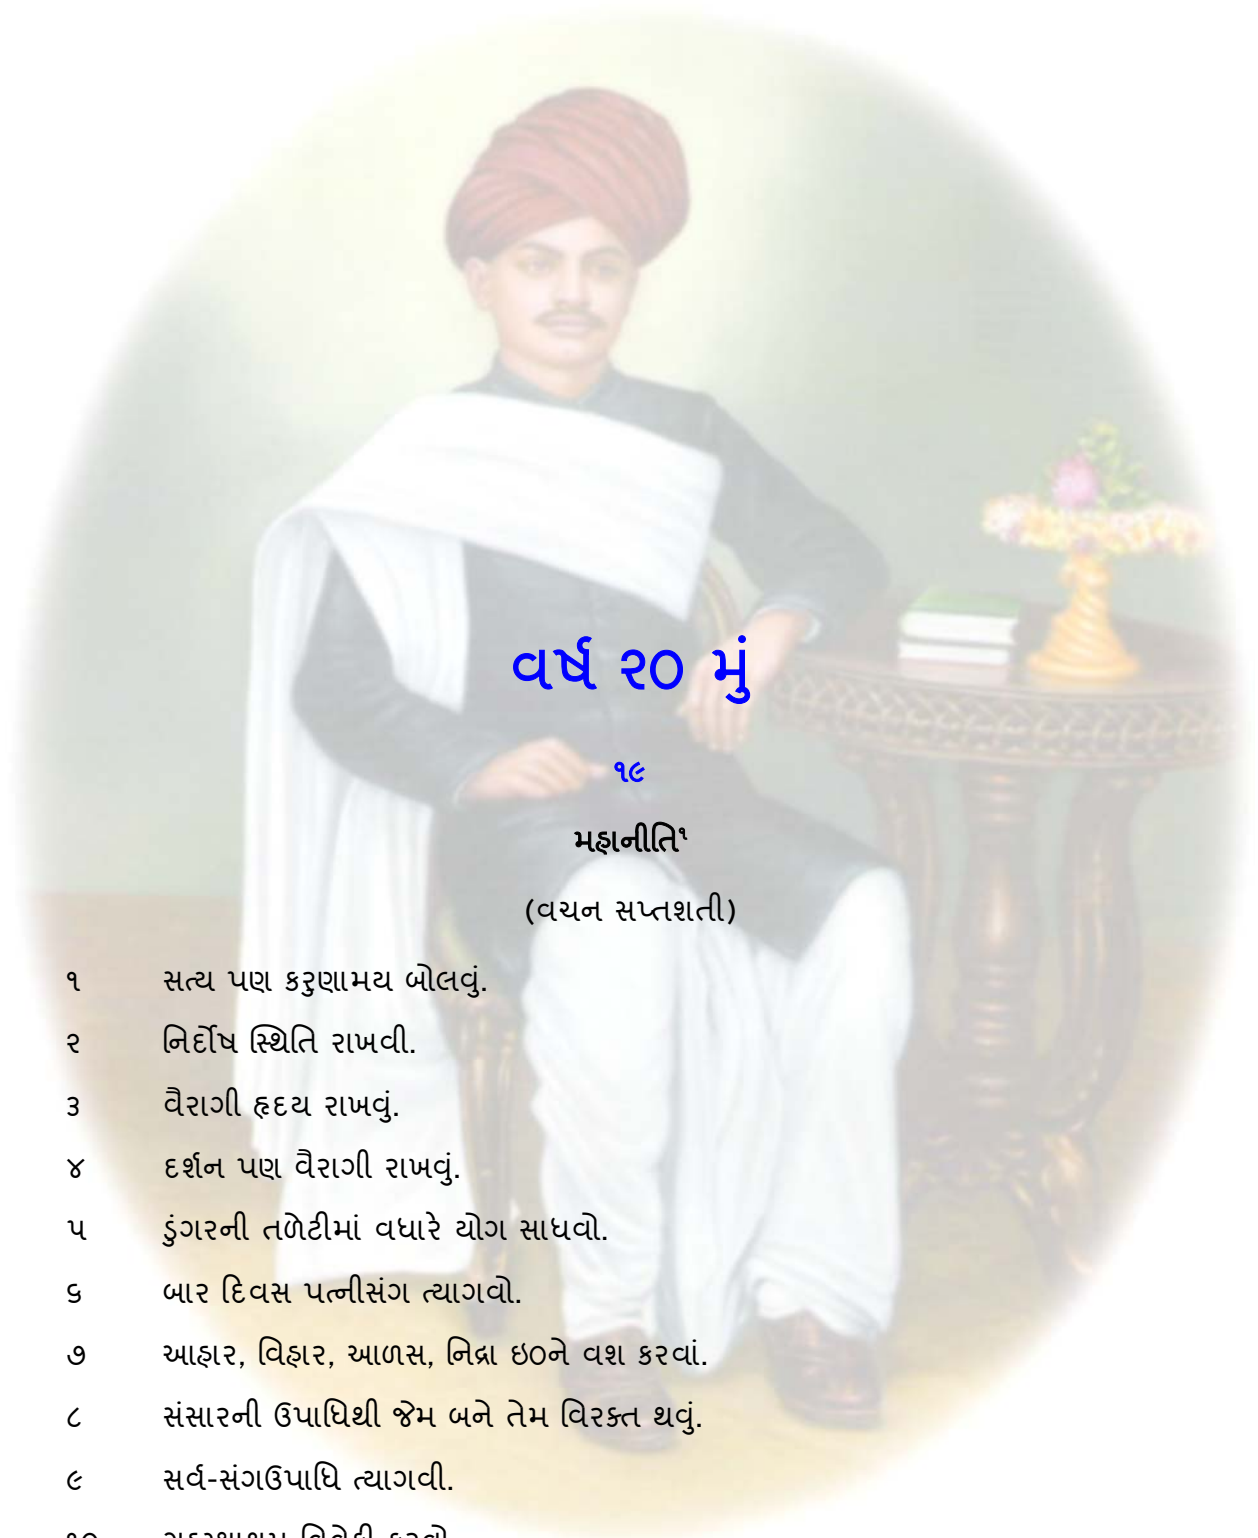 વર્ષ ૨૦ મું
૧૯
મહાનીતિ¹
(વચન સપ્તશતી)
૧ સત્ય પણ કરુણામય બોલવું.
૨ નિર્દોષ સ્થિતિ રાખવી.
૩ વૈરાગી હૃદય રાખવું.
૪ દર્શન પણ વૈરાગી રાખવું.
૫ ડુંગરની તળેટીમાં વધારે યોગ સાધવો.
૬ બાર દિવસ પત્નીસંગ ત્યાગવો.
૭ આહાર, વિહાર, આળસ, નિદ્રા ઇ૦ને વશ કરવાં.
૮ સંસારની ઉપાધિથી જેમ બને તેમ વિરક્ત થવું.
૯ સર્વ-સંગઉપાધિ ત્યાગવી.